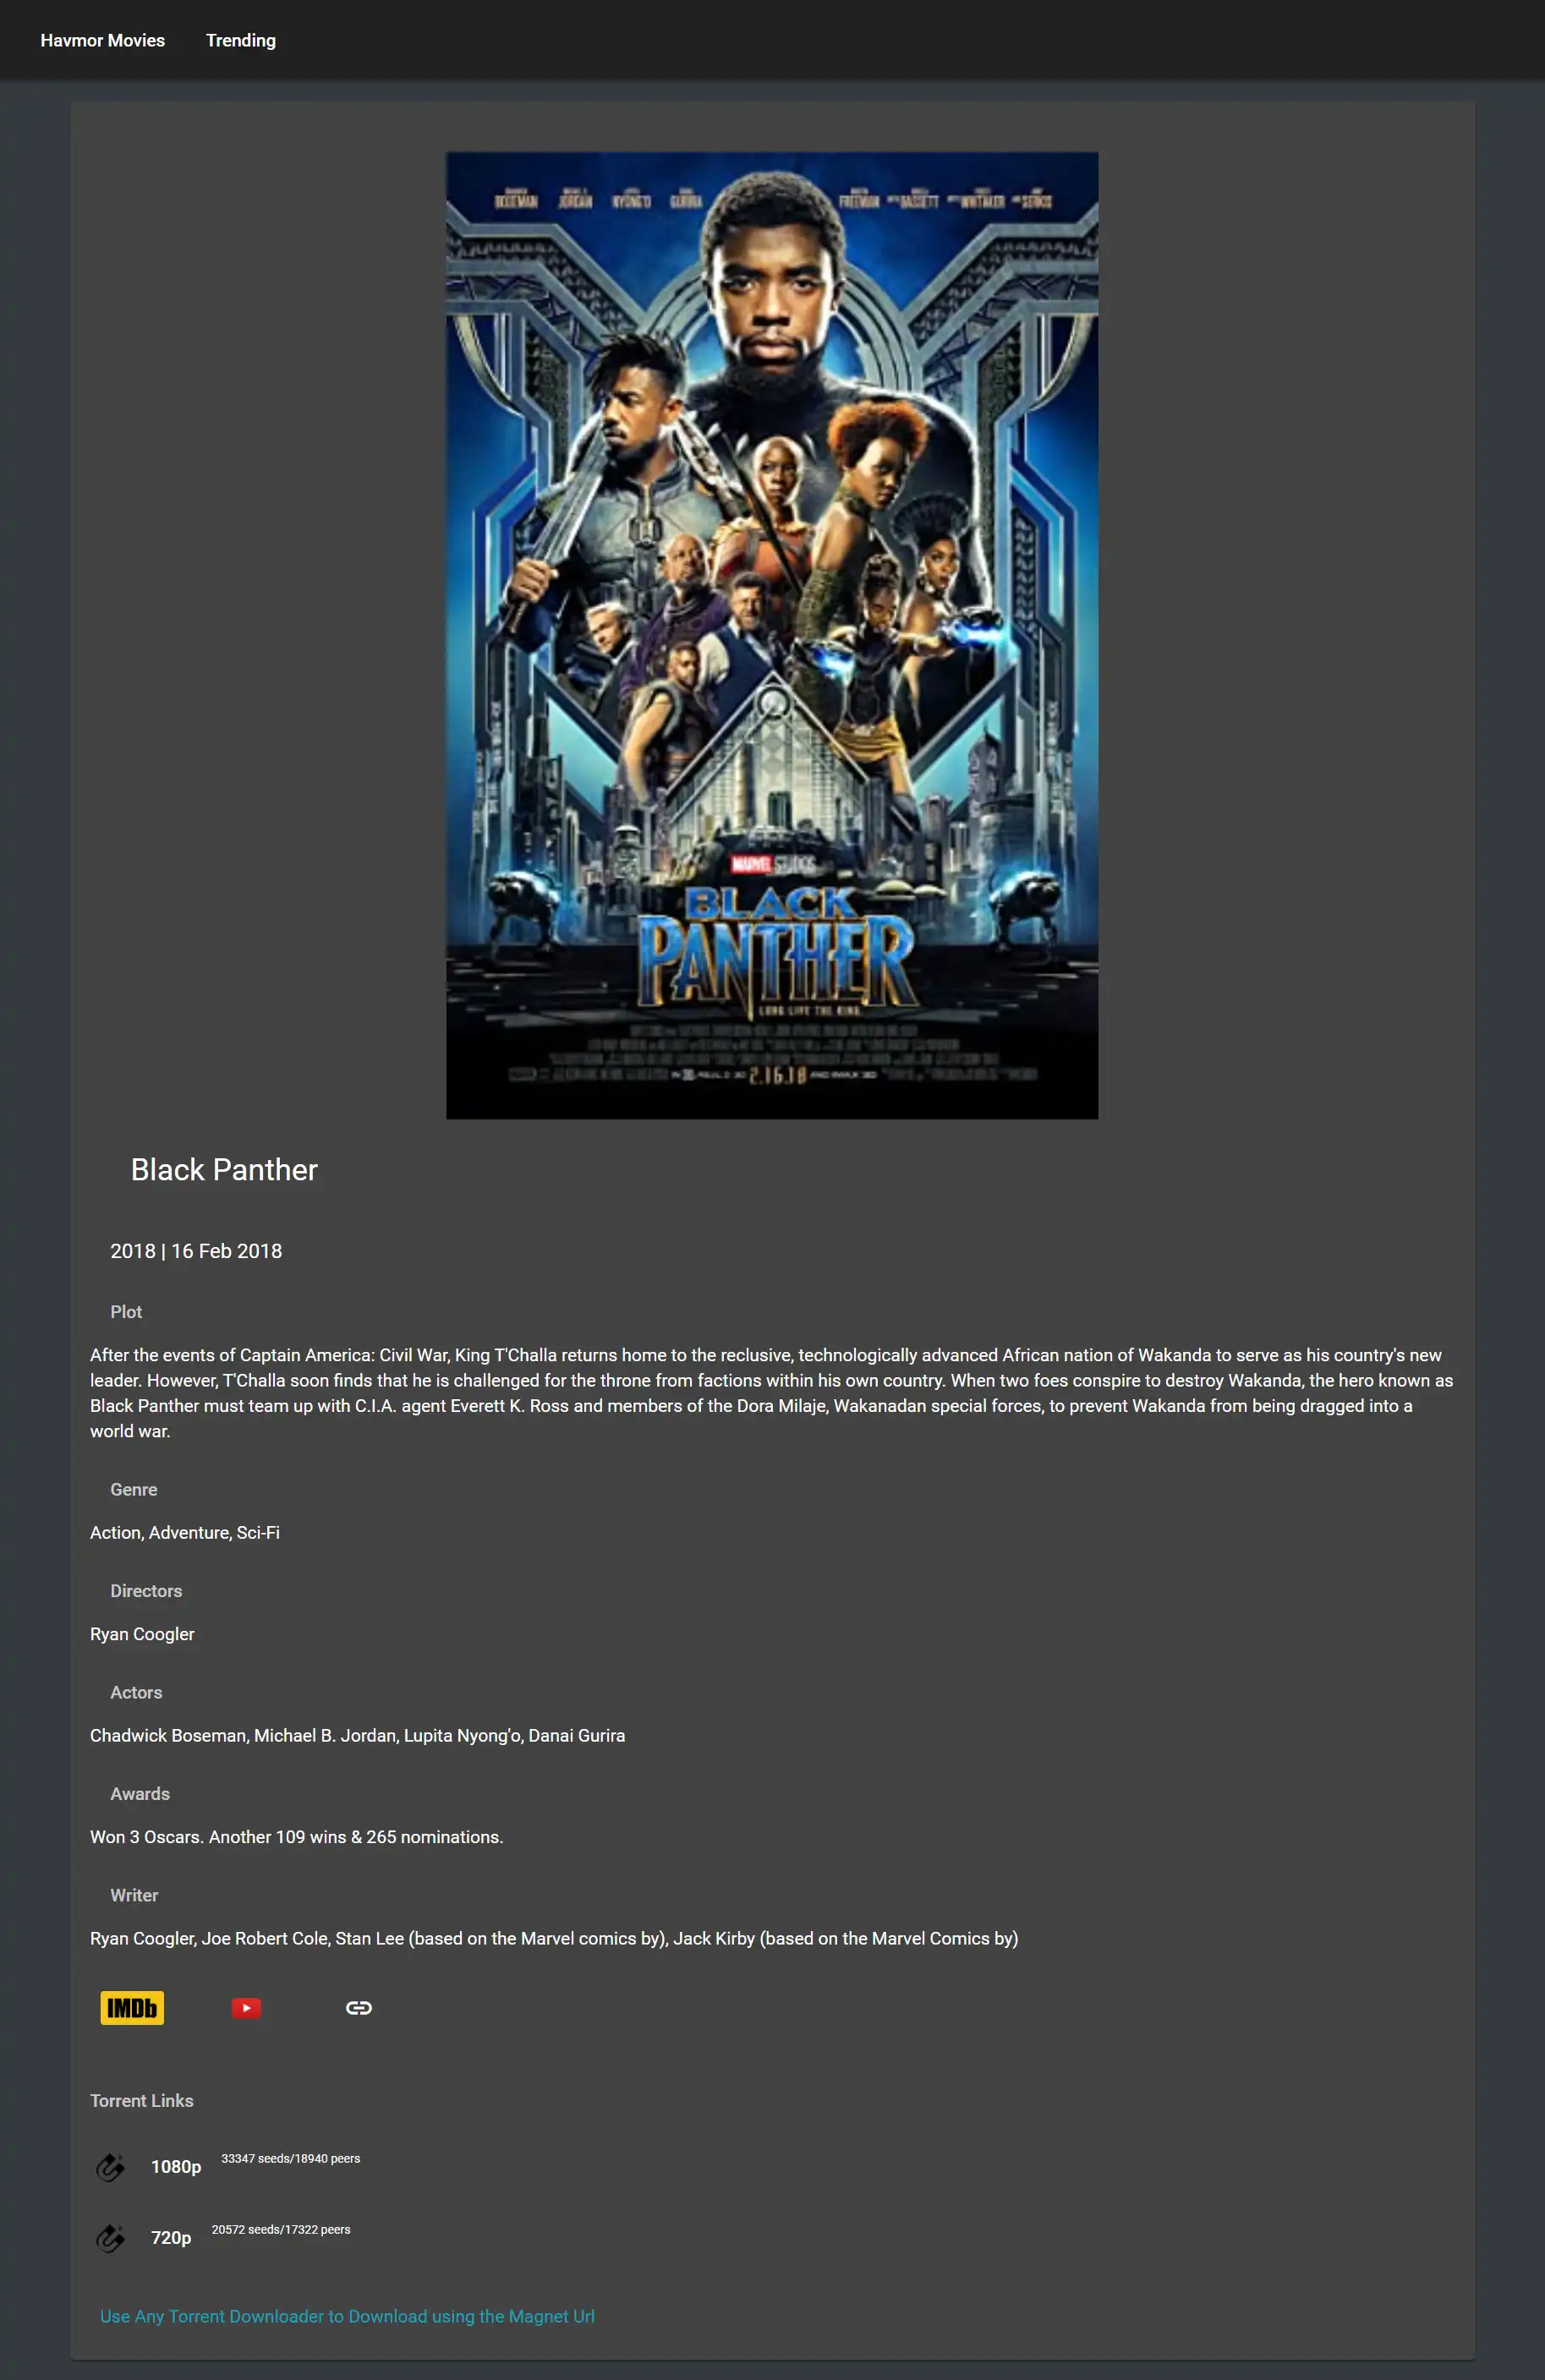 Havmor Movies Trending
BOSEMAN JORDAN NYONG'O GURIRA FREEMAN BASSETT WHITAKER SERKIS
MARVEL STUDIOS
BLACK
PANTHER
LONG LIVE THE KING
2.16.18
Black Panther
2018 | 16 Feb 2018
Plot
After the events of Captain America: Civil War, King T'Challa returns home to the reclusive, technologically advanced African nation of Wakanda to serve as his country's new
leader. However, T'Challa soon finds that he is challenged for the throne from factions within his own country. When two foes conspire to destroy Wakanda, the hero known as
Black Panther must team up with C.I.A. agent Everett K. Ross and members of the Dora Milaje, Wakanadan special forces, to prevent Wakanda from being dragged into a
world war.
Genre
Action, Adventure, Sci-Fi
Directors
Ryan Coogler
Actors
Chadwick Boseman, Michael B. Jordan, Lupita Nyong'o, Danai Gurira
Awards
Won 3 Oscars. Another 109 wins & 265 nominations.
Writer
Ryan Coogler, Joe Robert Cole, Stan Lee (based on the Marvel comics by), Jack Kirby (based on the Marvel Comics by)
IMDb
Torrent Links
1080p 33347 seeds/18940 peers
720p 20572 seeds/17322 peers
Use Any Torrent Downloader to Download using the Magnet Url